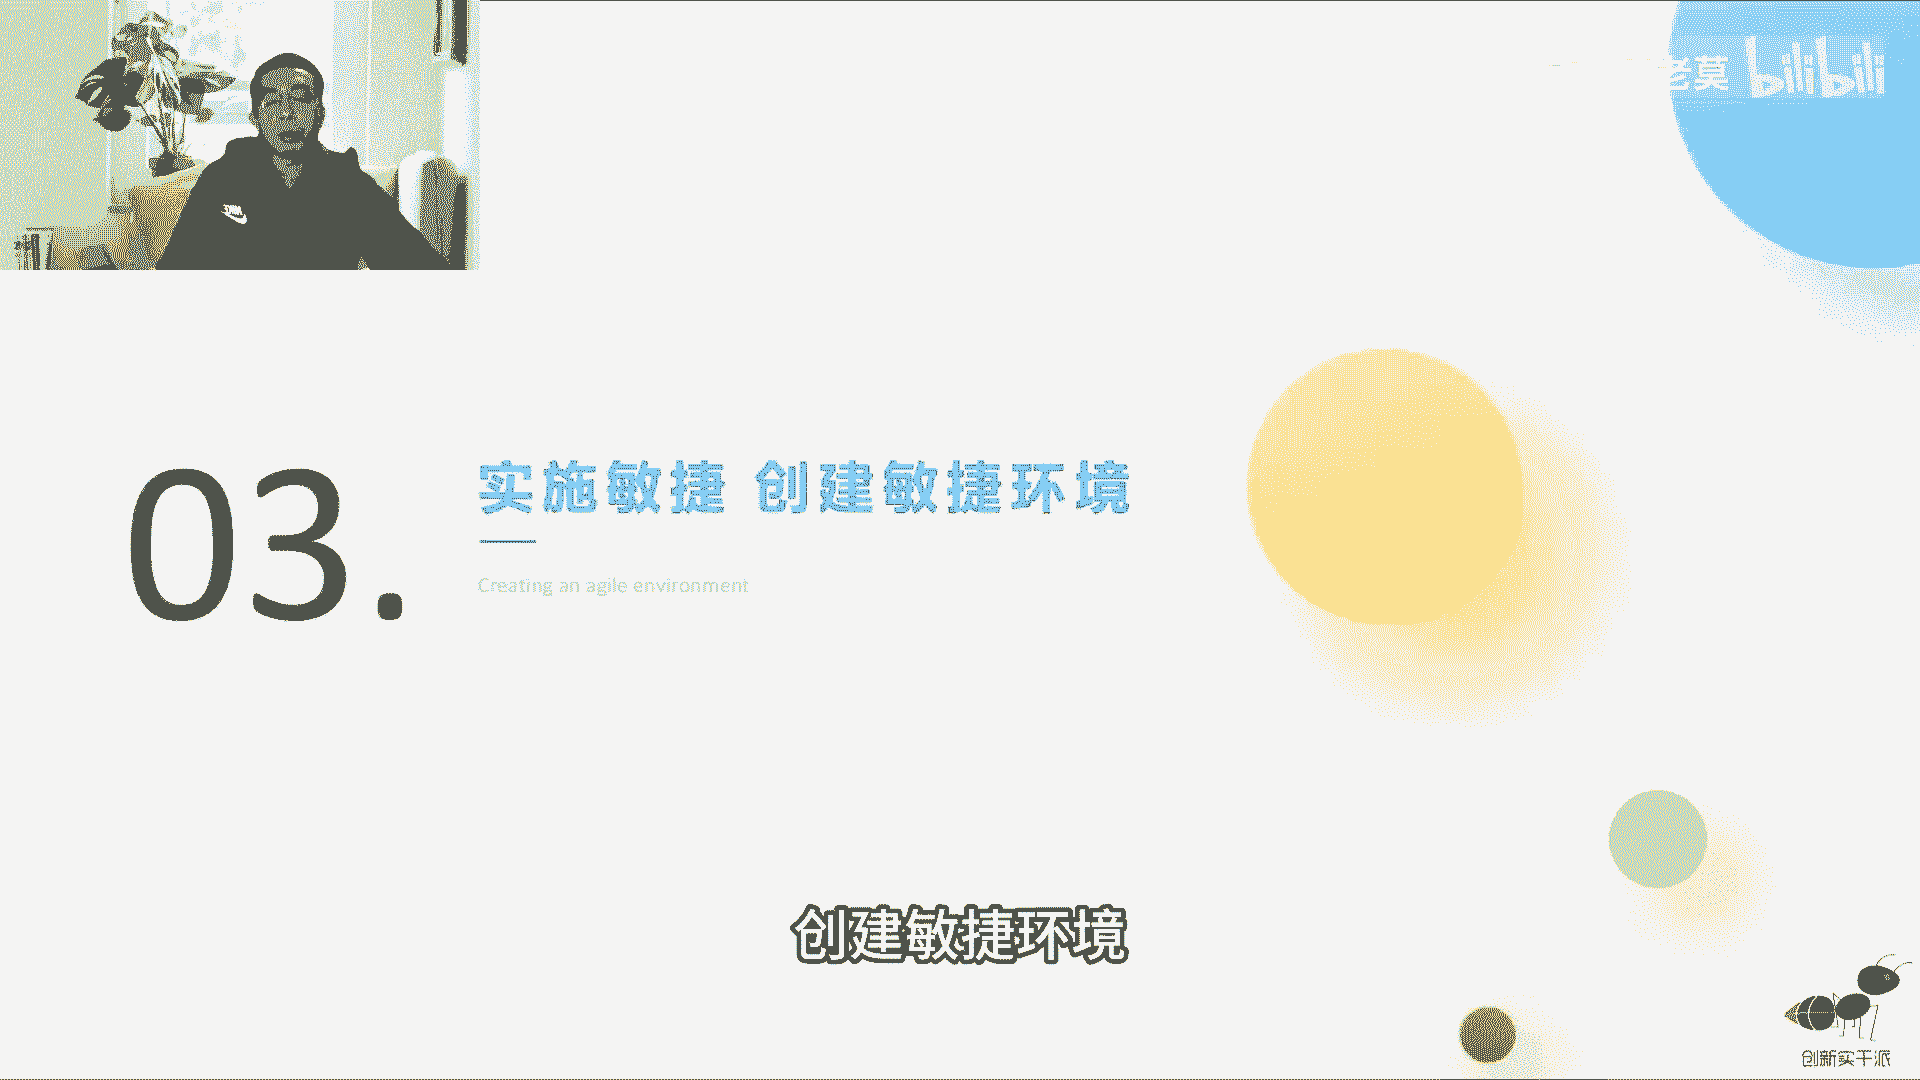 老莫 bilibili
03.
实施敏捷 创建敏捷环境
Creating an agile environment
创建敏捷环境
创新实干派